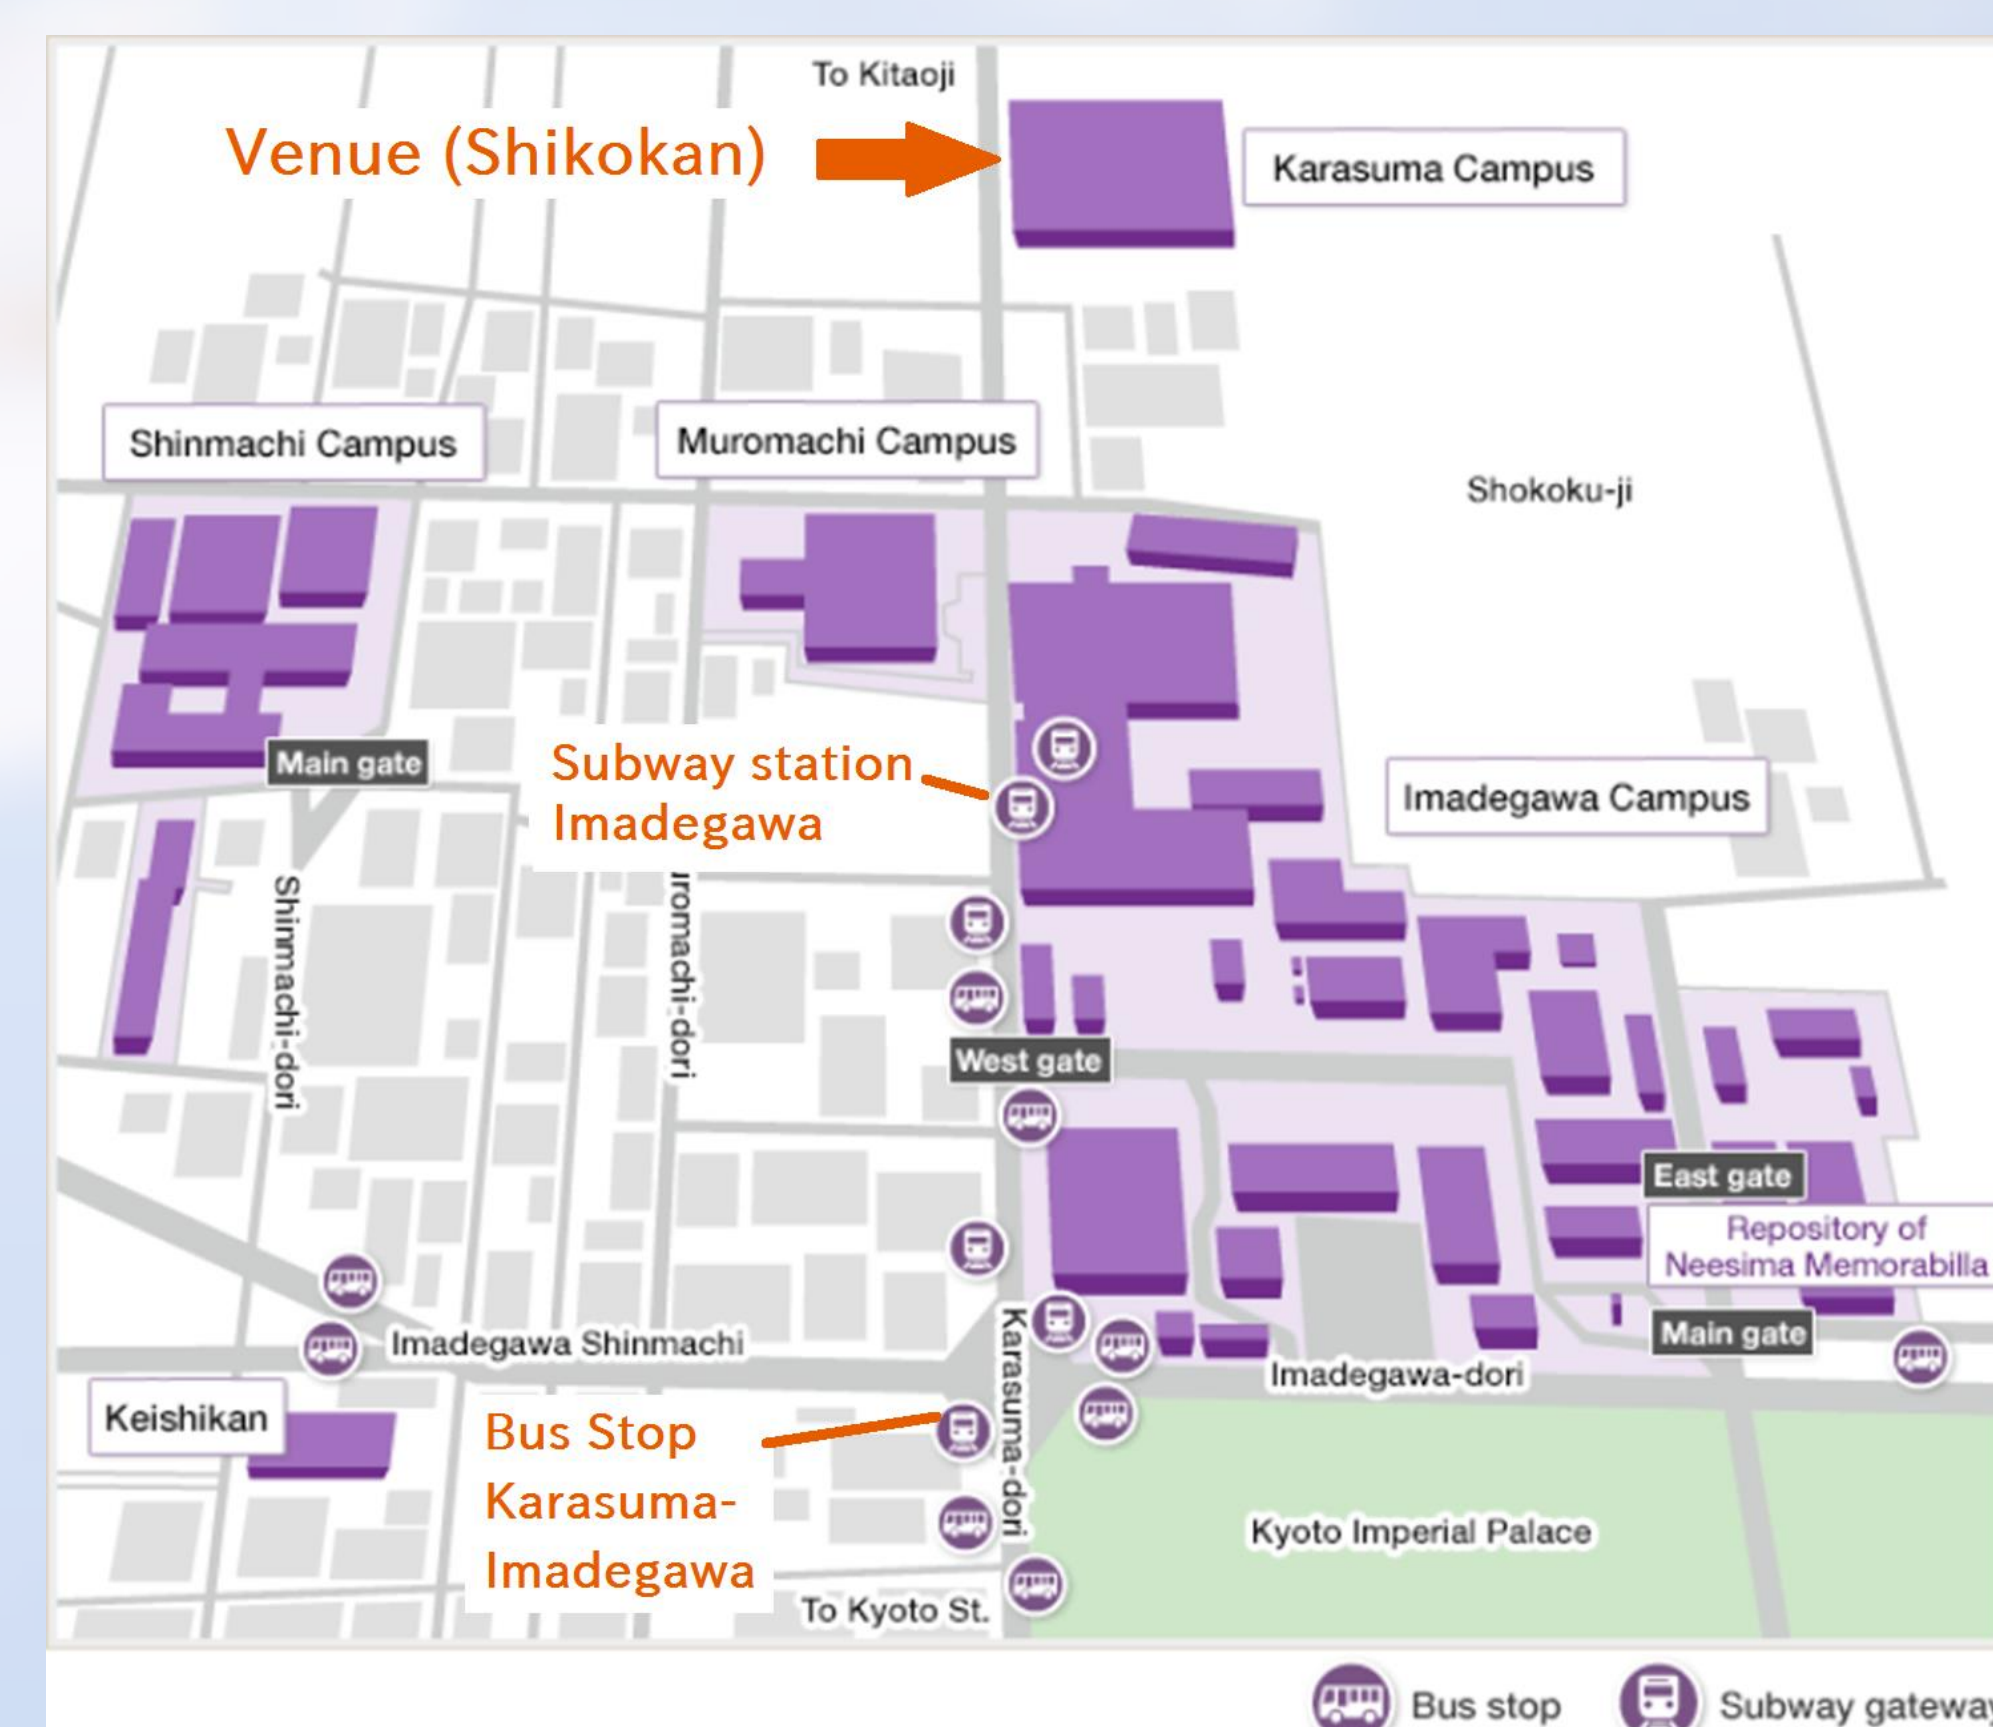 To Kitaoji
Venue (Shikokan)
Karasuma Campus
Shinmachi Campus
Muromachi Campus
Shokoku-ji
Main gate
Subway station
Imadegawa
Imadegawa Campus
Shinmachi-dori
uromachi-dori
West gate
East gate
Repository of
Neesima Memorabilla
Main gate
Imadegawa Shinmachi
Karasuma-dori
Imadegawa-dori
Keishikan
Bus Stop
Karasuma-
Imadegawa
Kyoto Imperial Palace
To Kyoto St.
Bus stop
Subway gateway